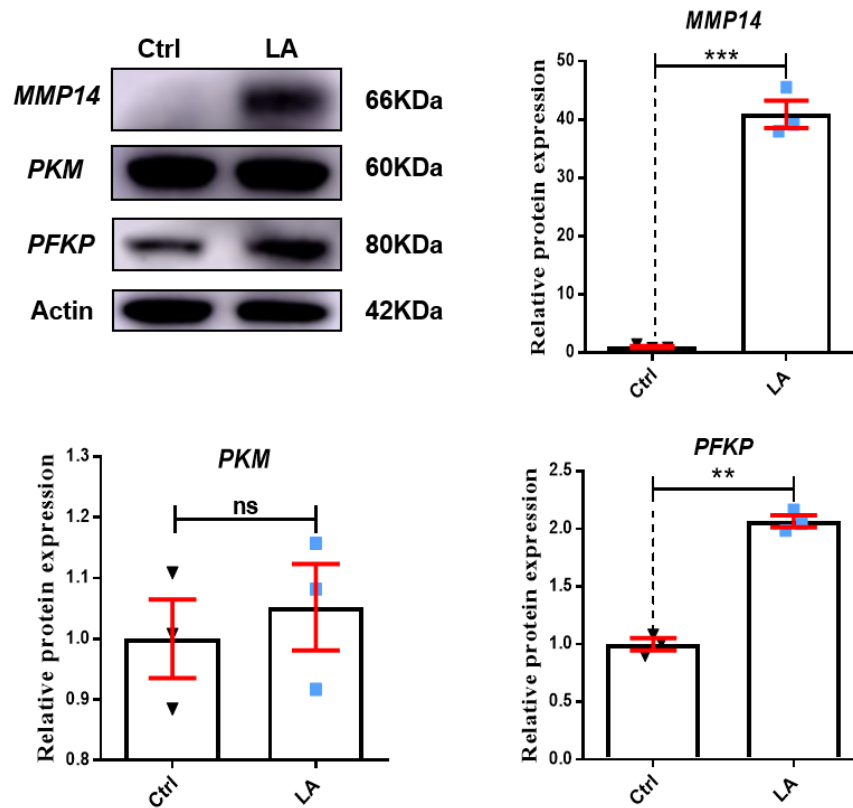 Ctrl LA
MMP14 66KDa
PKM 60KDa
PFKP 80KDa
Actin 42KDa
MMP14
Relative protein expression
50
40
30
20
10
0
***
Ctrl LA
PKM
Relative protein expression
1.3
1.2
1.1
1.0
0.9
0.8
ns
Ctrl LA
PFKP
Relative protein expression
2.5
2.0
1.5
1.0
0.5
0.0
**
Ctrl LA